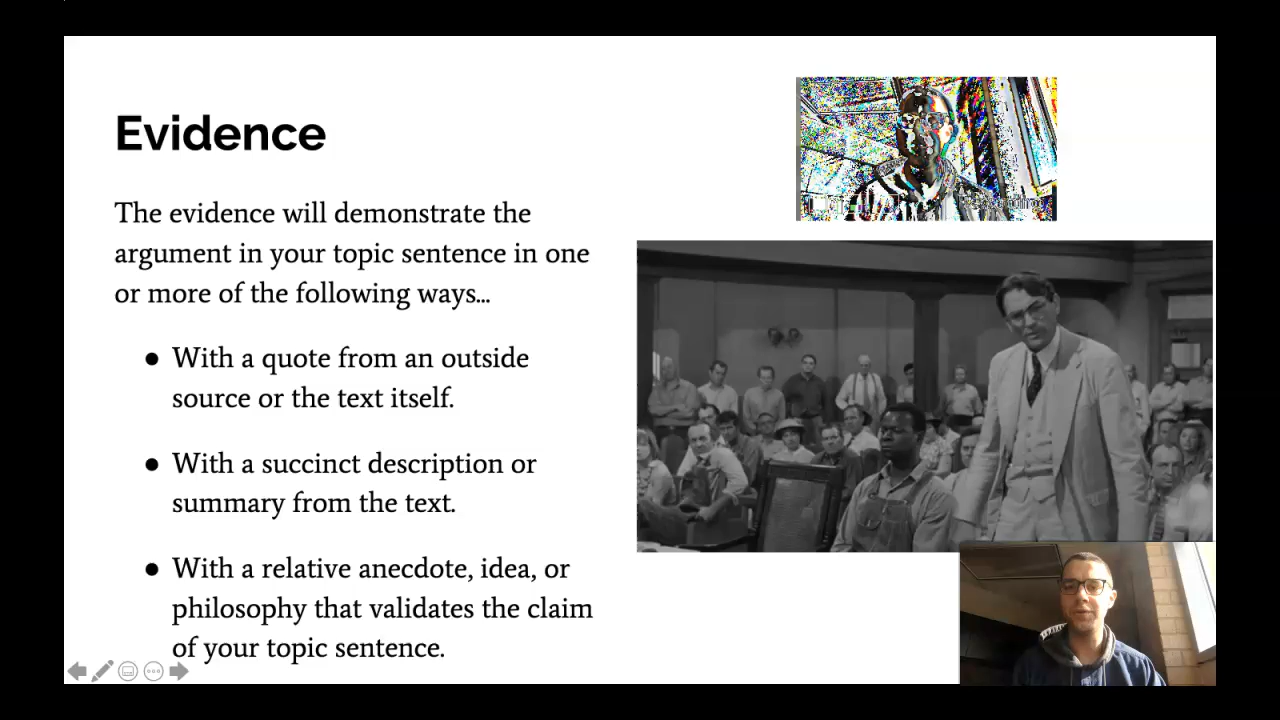 Evidence
The evidence will demonstrate the
argument in your topic sentence in one
or more of the following ways...
● With a quote from an outside
source or the text itself.
● With a succinct description or
summary from the text.
● With a relative anecdote, idea, or
philosophy that validates the claim
of your topic sentence.